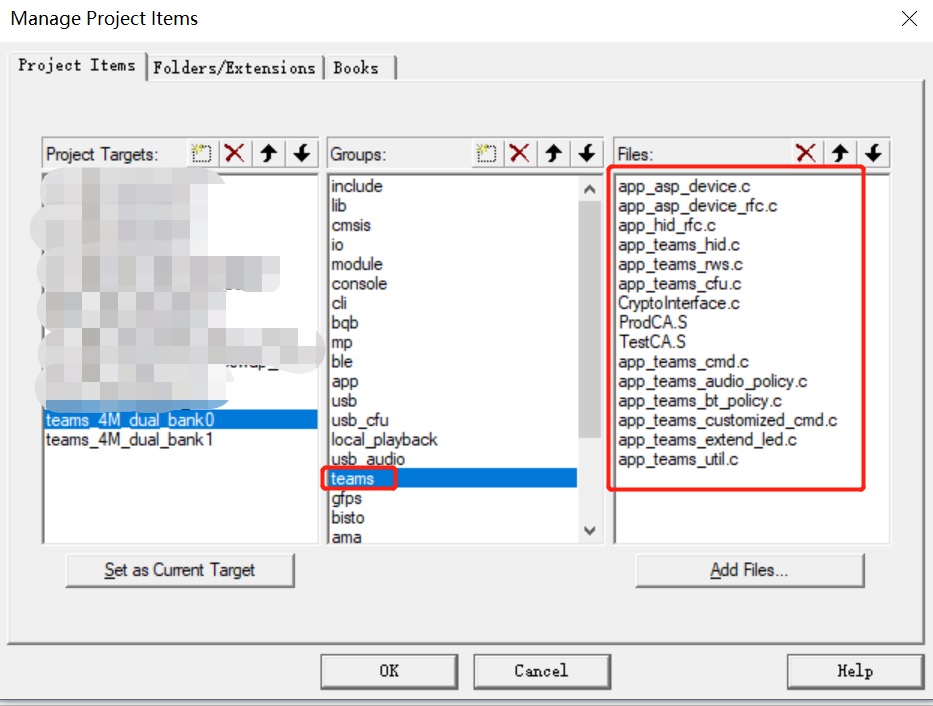 Manage Project Items
Project Items
Folders/Extensions
Books
Project Targets:
teams_4M_dual_bank0
teams_4M_dual_bank1
Set as Current Target
Groups:
include
lib
cmsis
io
module
console
cli
bqb
mp
ble
app
usb
usb_cfu
local_playback
usb_audio
teams
gfps
bisto
ama
Files:
app_asp_device.c
app_asp_device_rfc.c
app_hid_rfc.c
app_teams_hid.c
app_teams_rws.c
app_teams_cfu.c
CryptoInterface.c
ProdCA.S
TestCA.S
app_teams_cmd.c
app_teams_audio_policy.c
app_teams_bt_policy.c
app_teams_customized_cmd.c
app_teams_extend_led.c
app_teams_util.c
Add Files...
OK
Cancel
Help